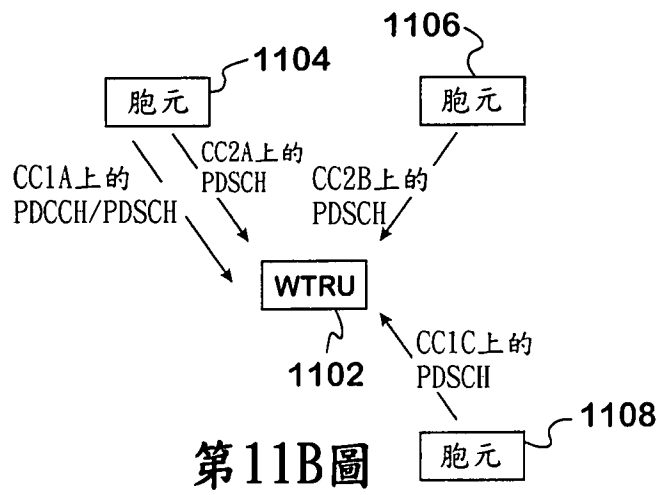 1104
1106
胞元
胞元
CC1A上的
PDCCH/PDSCH
CC2A上的
PDSCH
CC2B上的
PDSCH
WTRU
1102
CC1C上的
PDSCH
1108
胞元
第11B圖